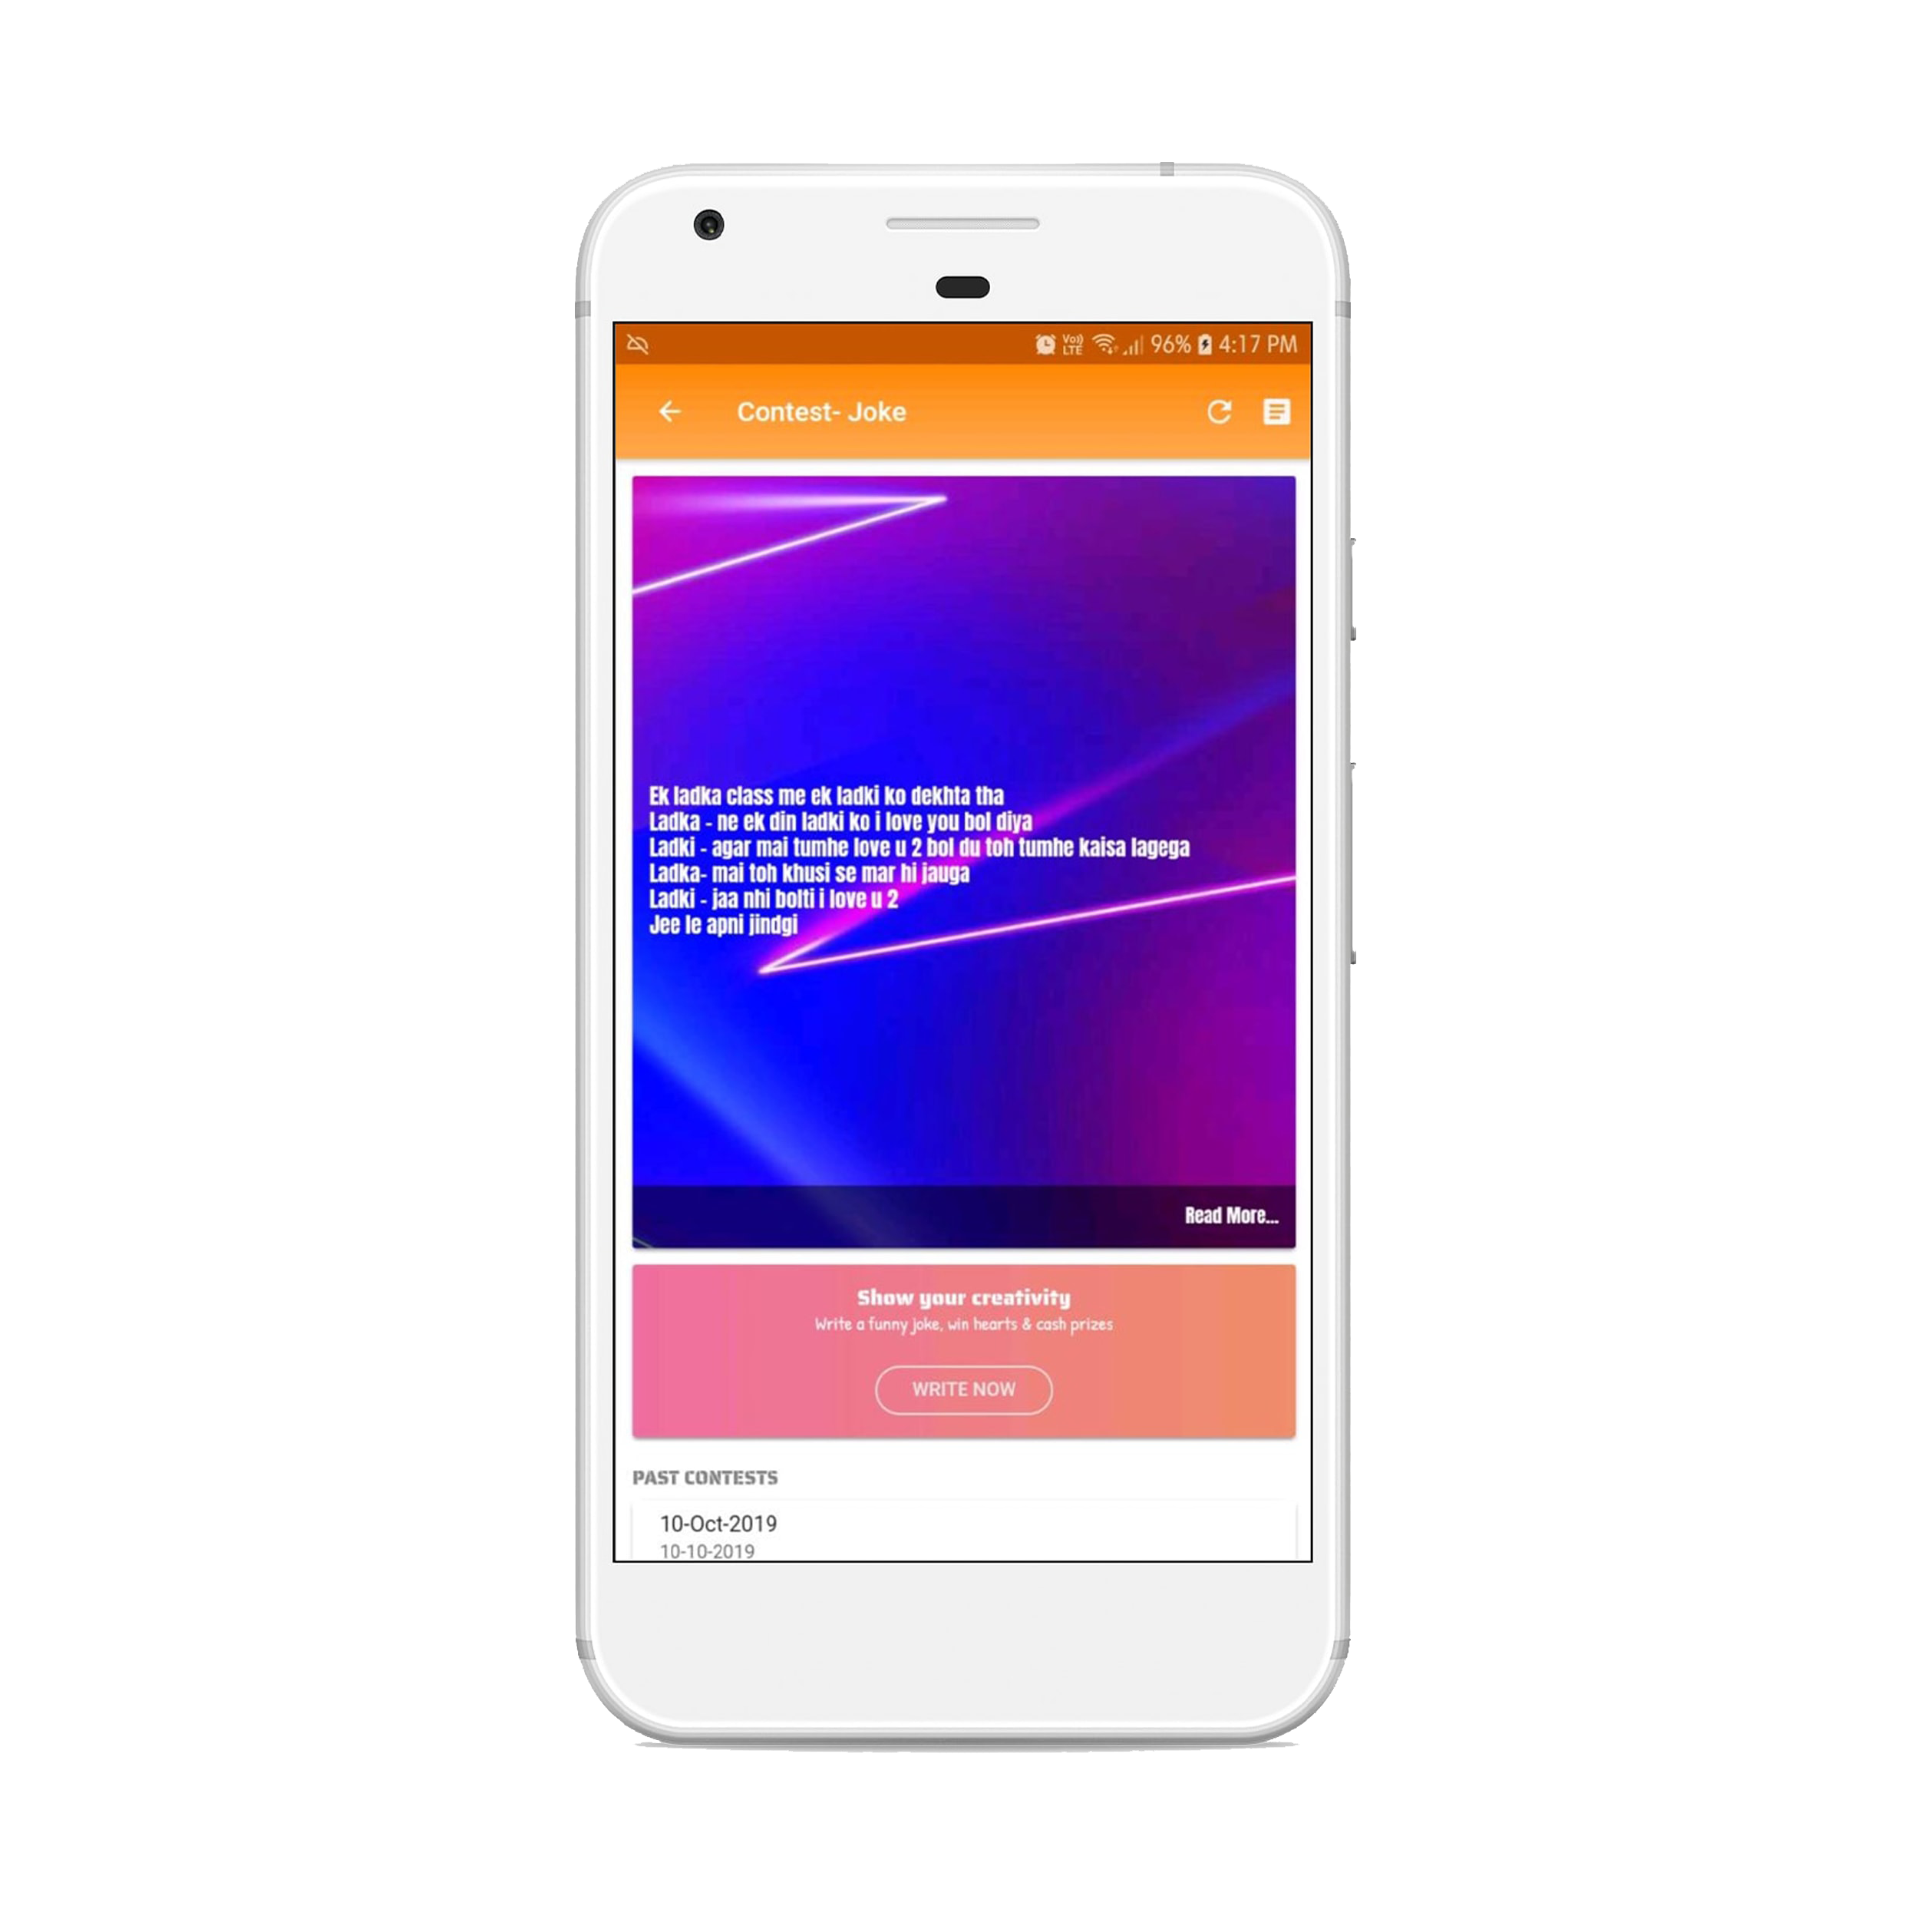 Voi) LTE 96% 4:17 PM
Contest- Joke
Ek ladka class me ek ladki ko dekhta tha
Ladka - ne ek din ladki ko i love you bol diya
Ladki - agar mai tumhe love u 2 bol du toh tumhe kaisa lagega
Ladka- mai toh khusi se mar hi jauga
Ladki - jaa nhi bolti i love u 2
Jee le apni jindgi
Read More...
Show your creativity
Write a funny joke, win hearts & cash prizes
WRITE NOW
PAST CONTESTS
10-Oct-2019
10-10-2019